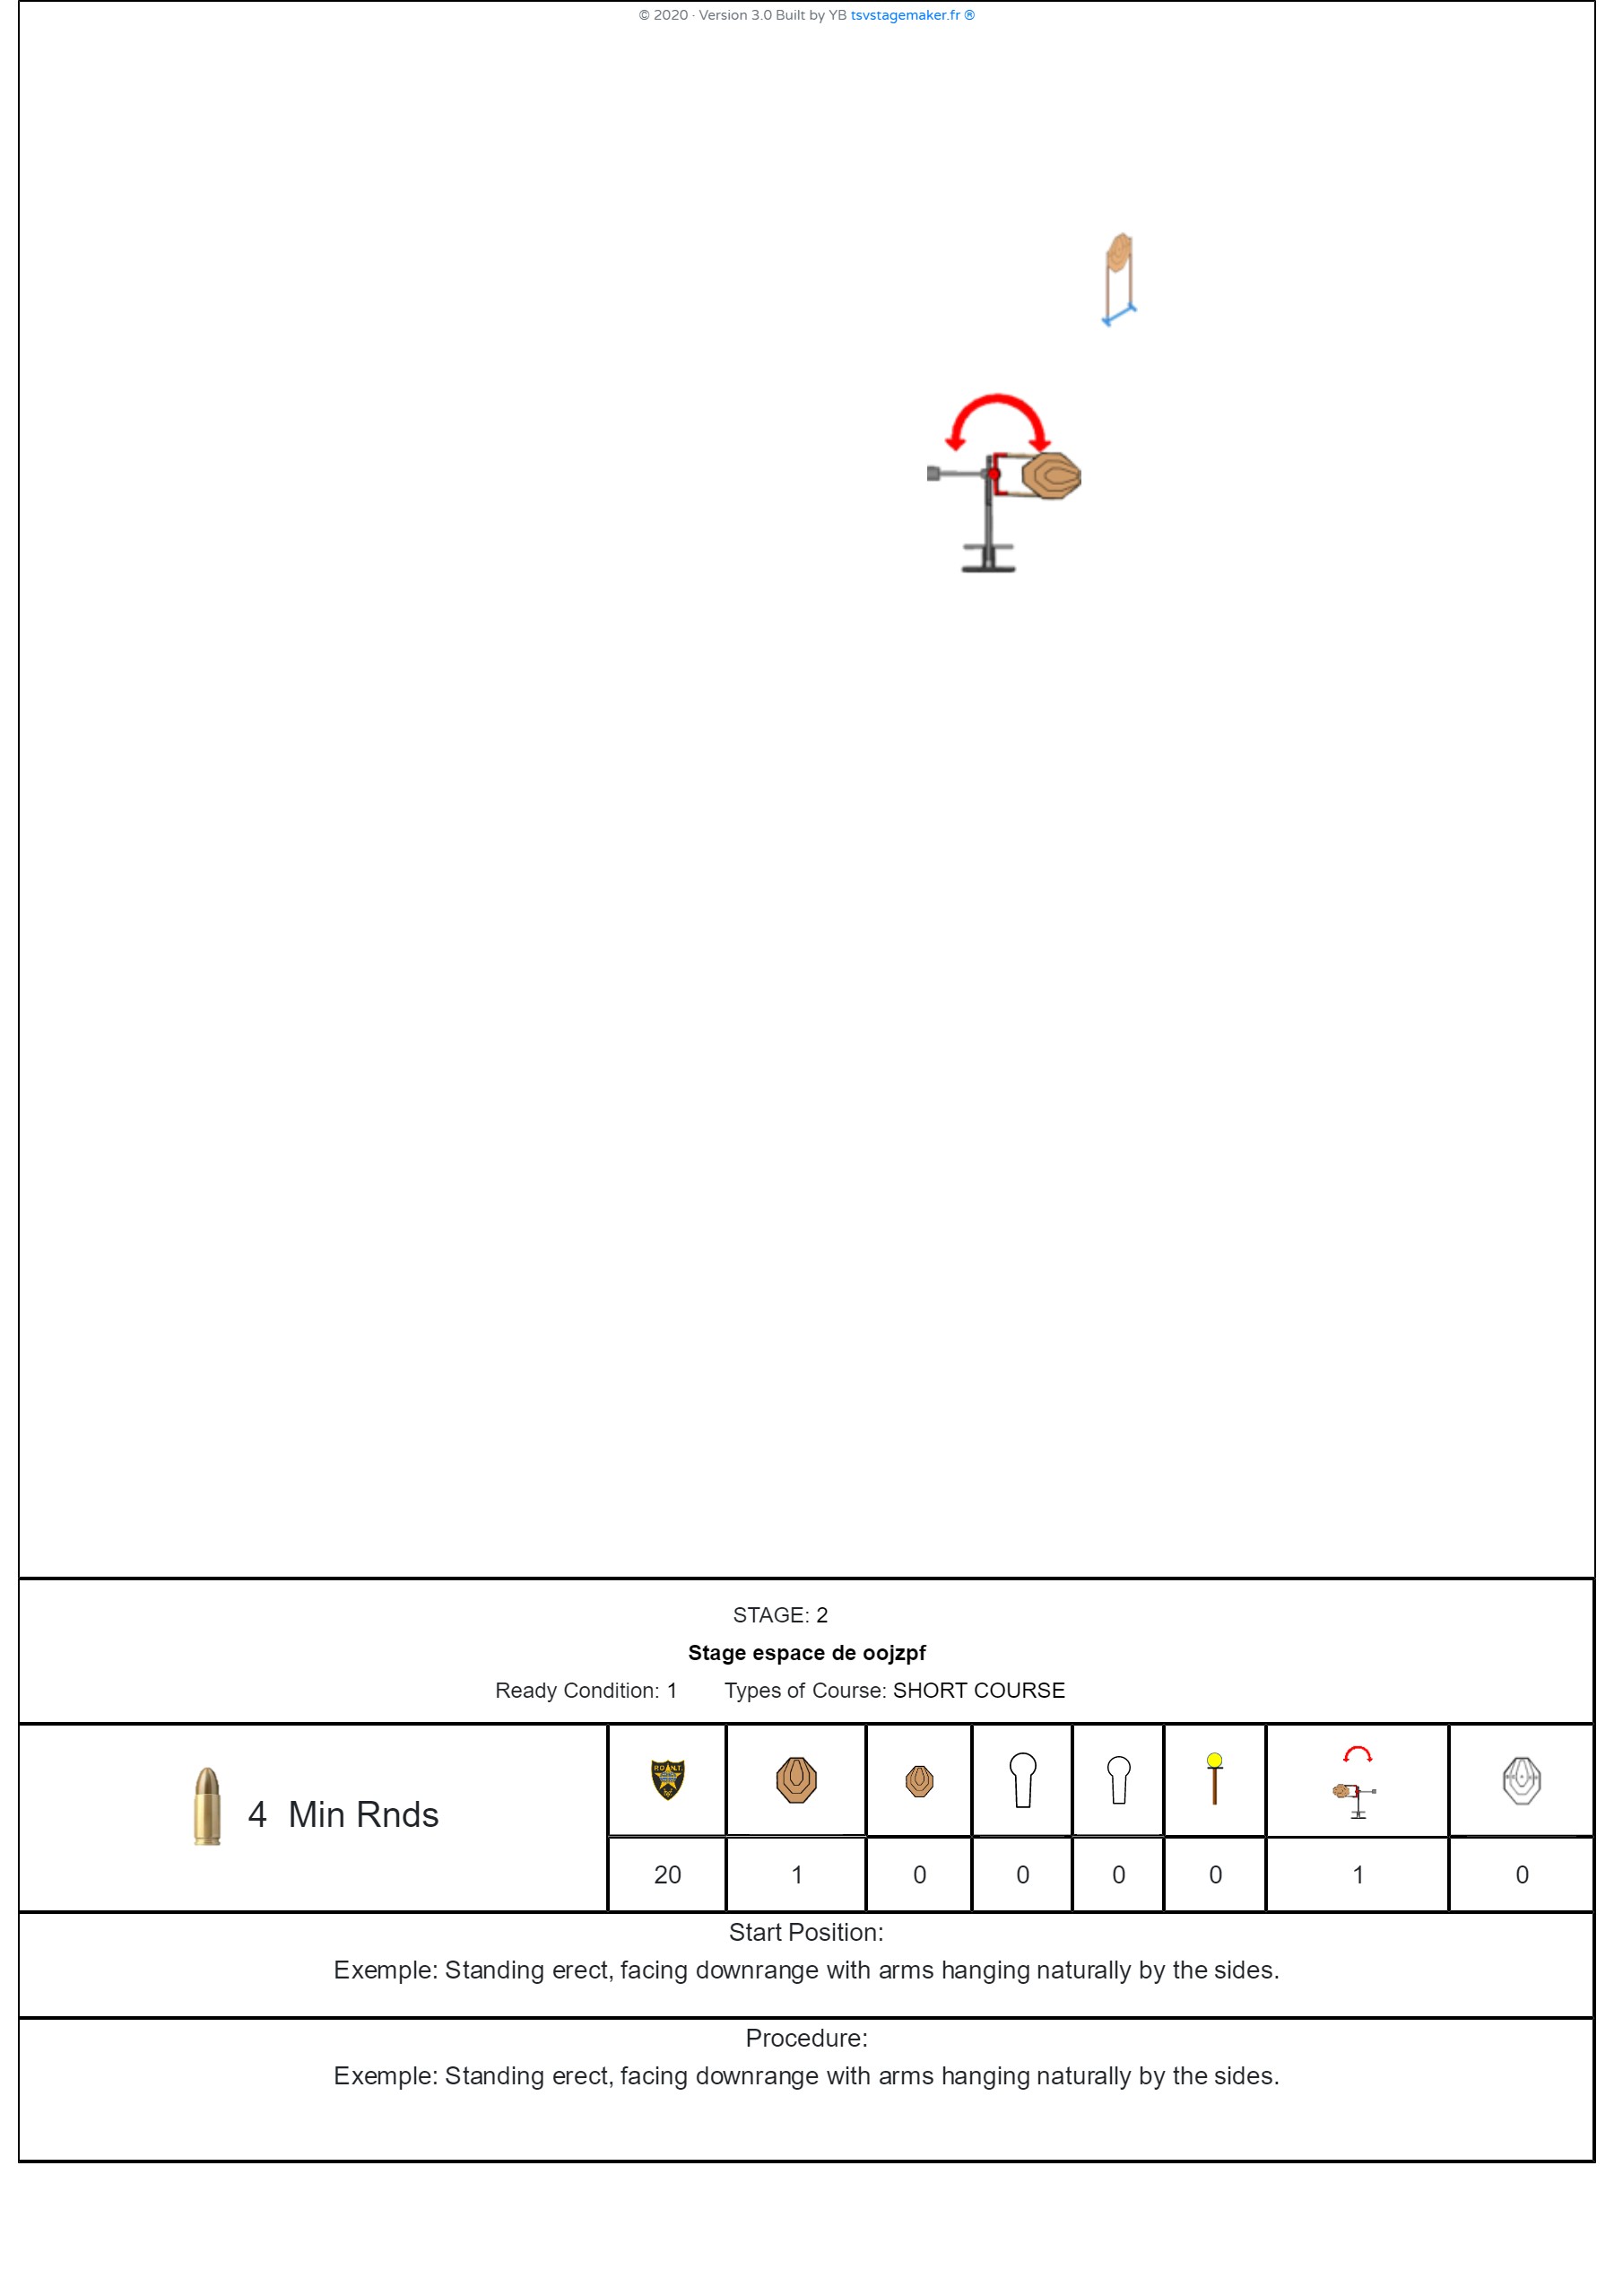 © 2020 · Version 3.0 Built by YB tsvstagemaker.fr ®
STAGE: 2
Stage espace de oojzpf
Ready Condition: 1 Types of Course: SHORT COURSE
4 Min Rnds
20 1 0 0 0 0 1 0
Start Position:
Exemple: Standing erect, facing downrange with arms hanging naturally by the sides.
Procedure:
Exemple: Standing erect, facing downrange with arms hanging naturally by the sides.